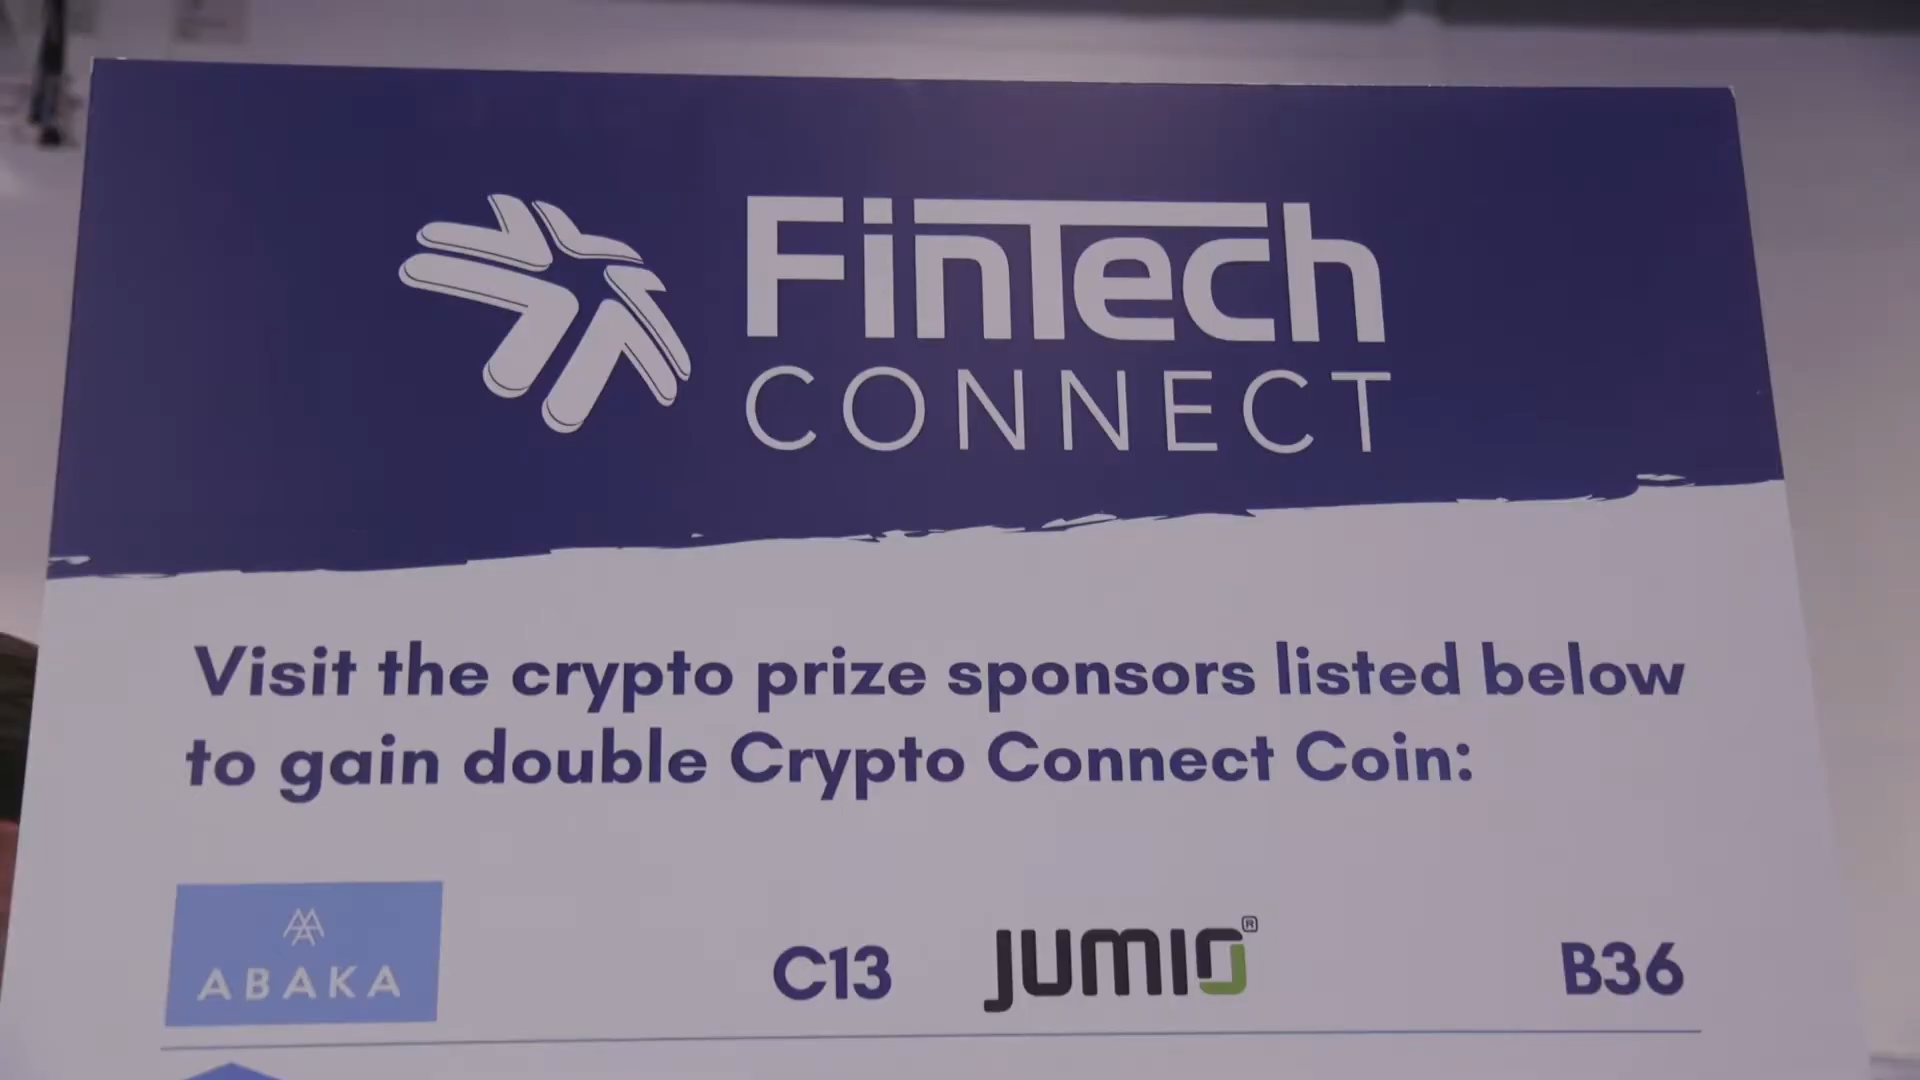 FinTech
CONNECT
Visit the crypto prize sponsors listed below
to gain double Crypto Connect Coin:
ABAKA C13 JUMIO® B36